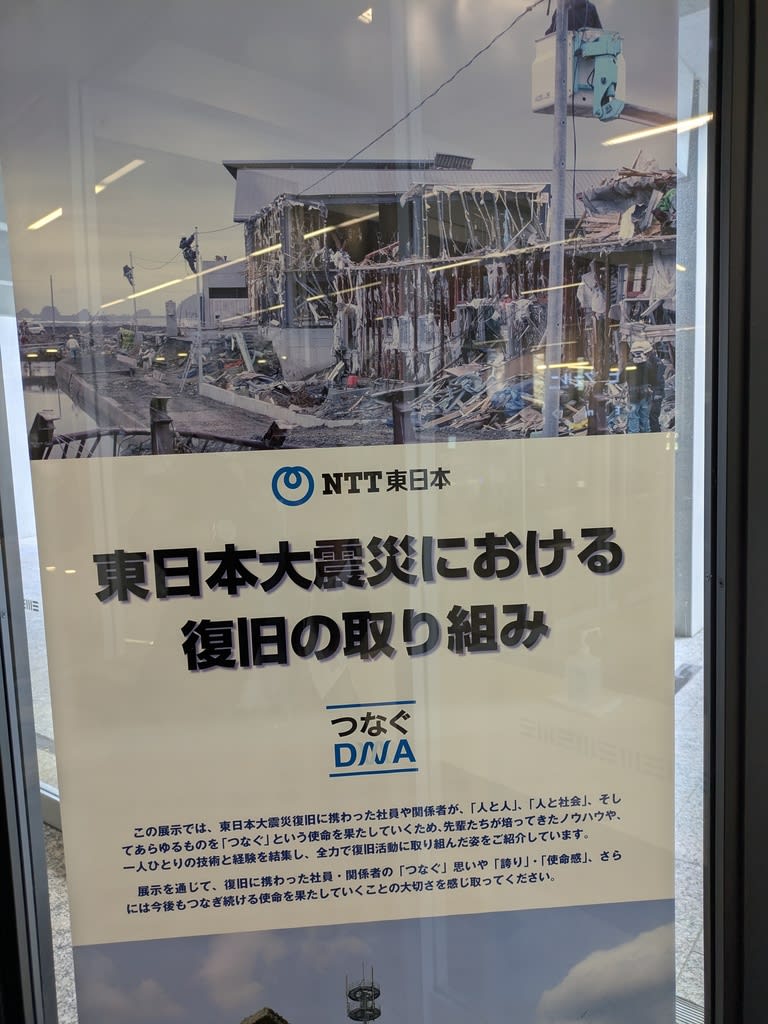 NTT東日本
東日本大震災における
復旧の取り組み
つなぐ
DNA
この展示では、東日本大震災復旧に携わった社員や関係者が、「人と人」、「人と社会」、そし
てあらゆるものを「つなぐ」という使命を果たしていくため、先輩たちが培ってきたノウハウや、
一人ひとりの技術と経験を結集し、全力で復旧活動に取り組んだ姿をご紹介しています。
展示を通じて、復旧に携わった社員・関係者の「つなぐ」思いや「誇り」・「使命感」、さら
には今後もつなぎ続ける使命を果たしていくことの大切さを感じ取ってください。